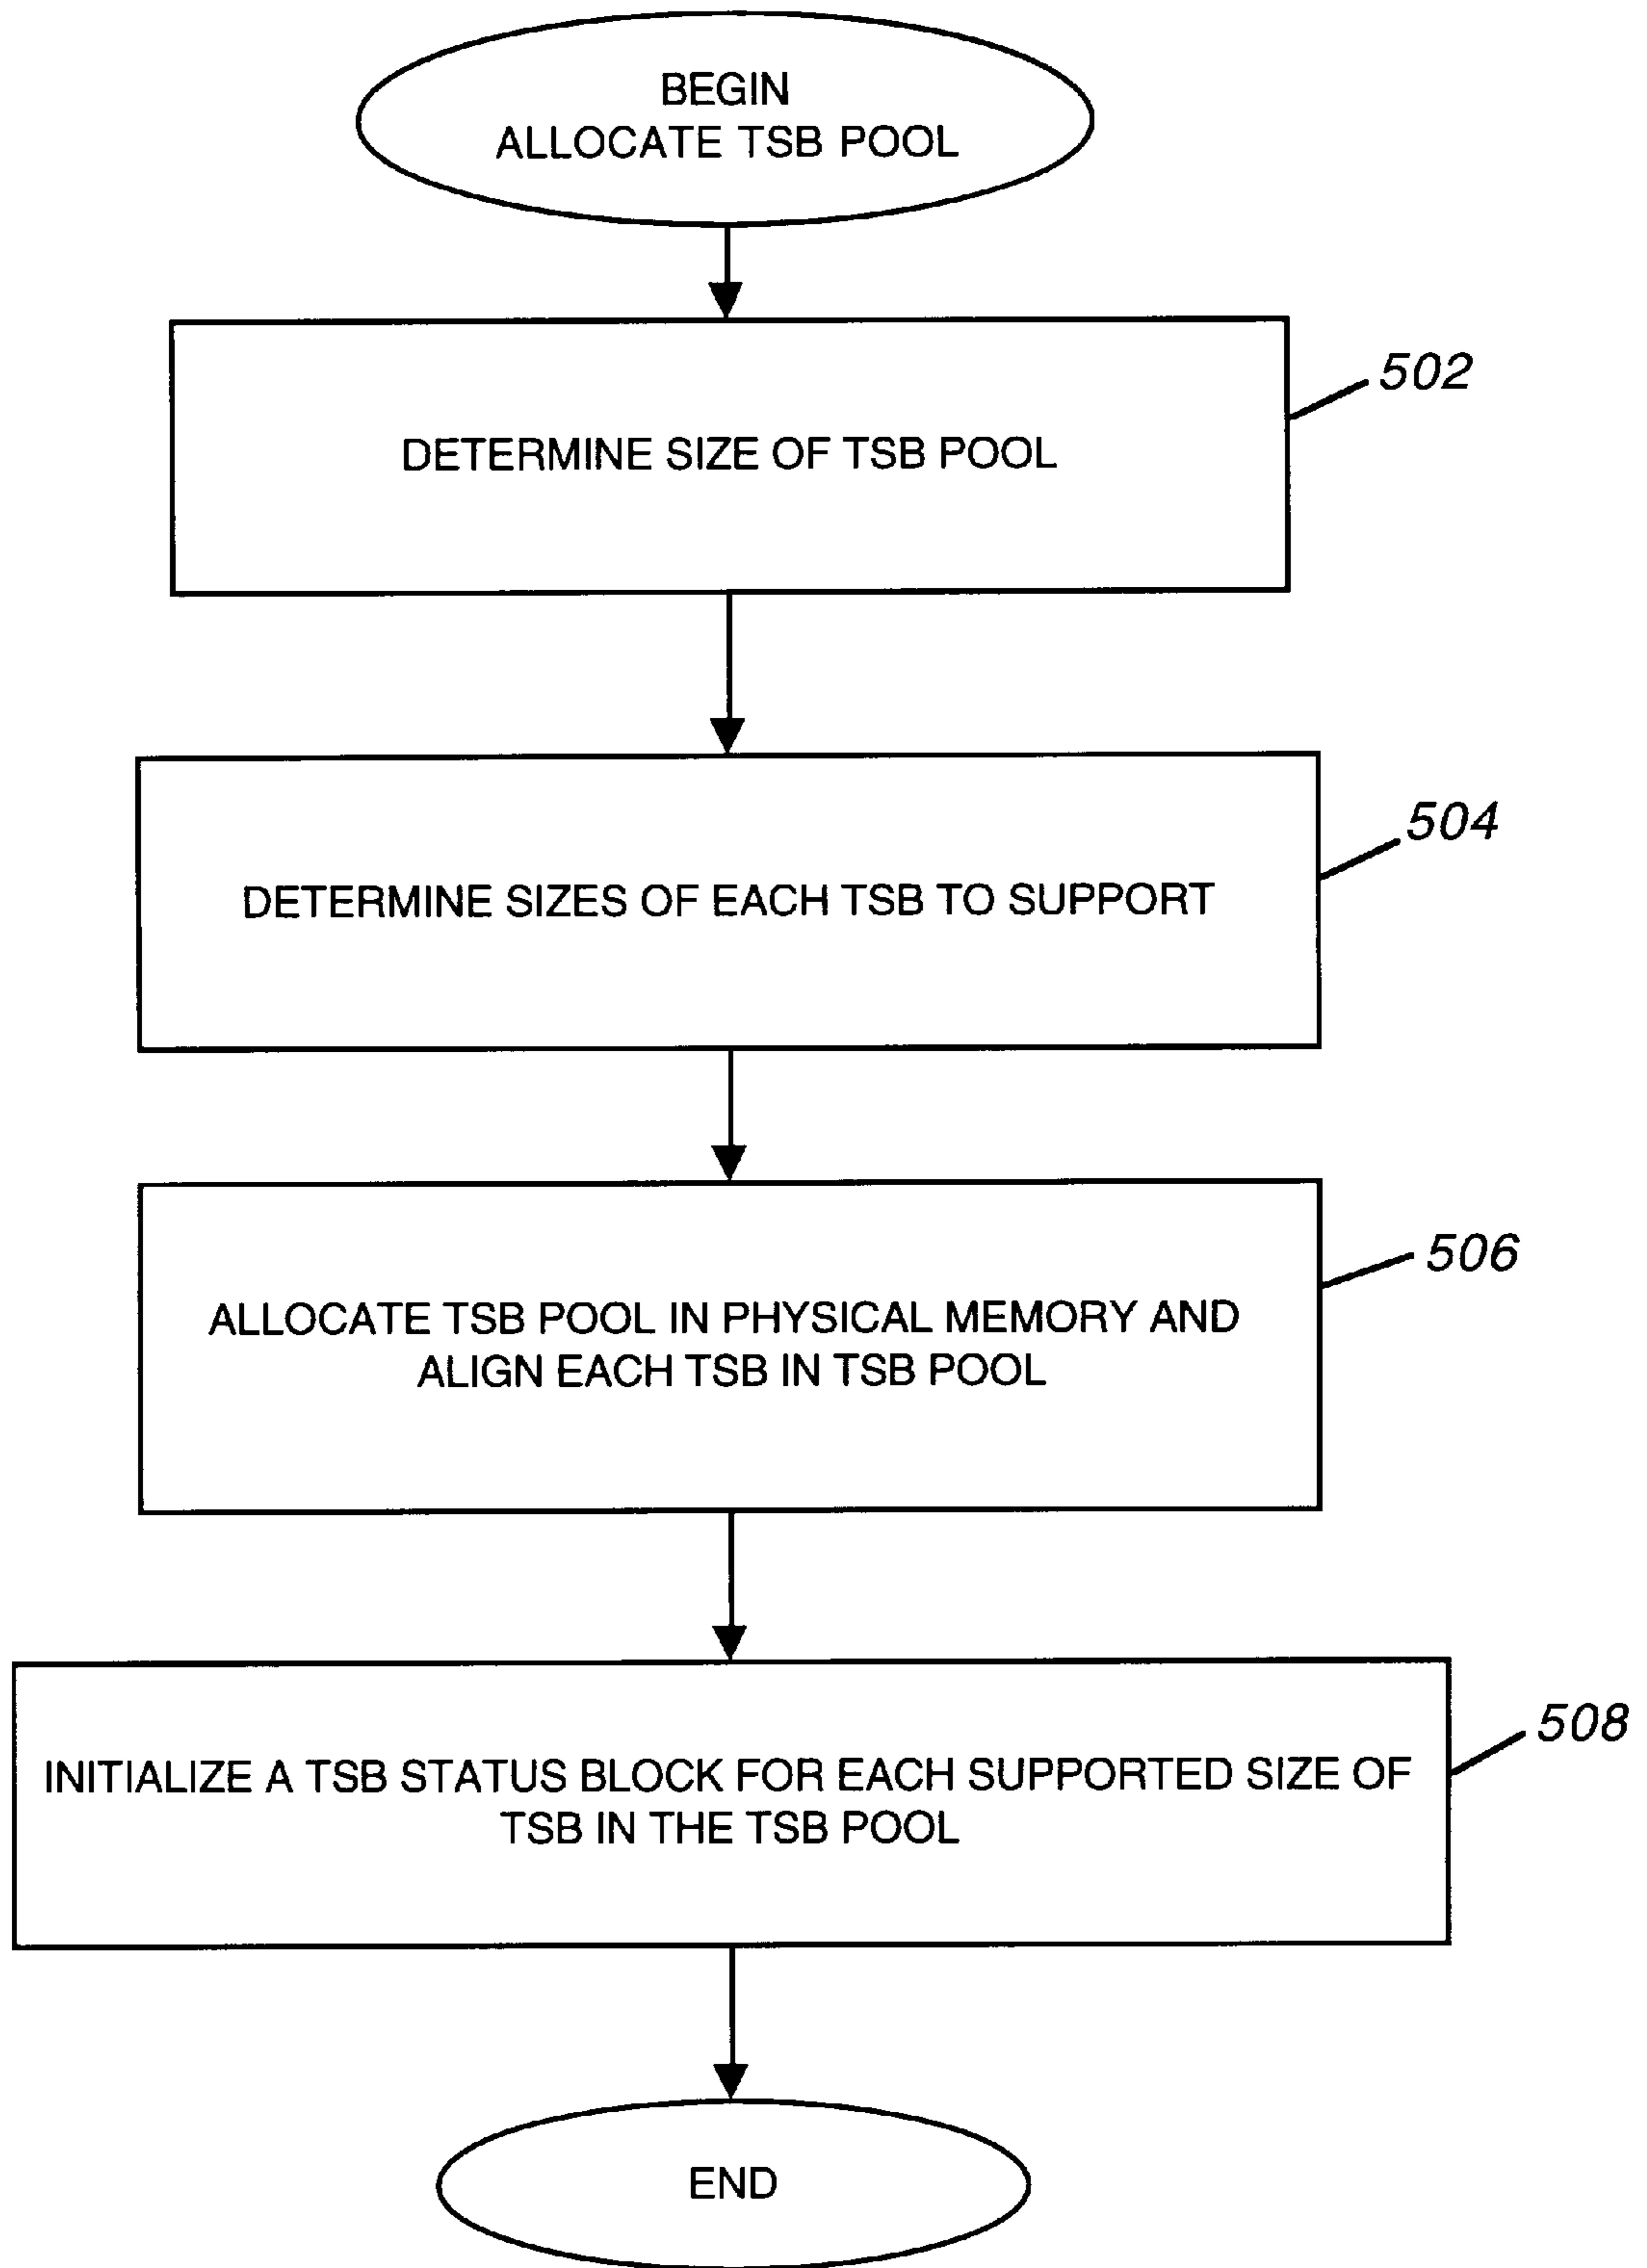 BEGIN
ALLOCATE TSB POOL
502
DETERMINE SIZE OF TSB POOL
504
DETERMINE SIZES OF EACH TSB TO SUPPORT
506
ALLOCATE TSB POOL IN PHYSICAL MEMORY AND
ALIGN EACH TSB IN TSB POOL
508
INITIALIZE A TSB STATUS BLOCK FOR EACH SUPPORTED SIZE OF
TSB IN THE TSB POOL
END